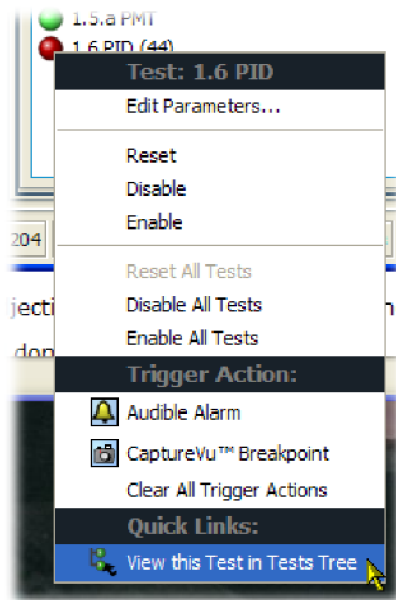 1.5.a PMT
1.6 PID (44)
Test: 1.6 PID
Edit Parameters...
Reset
Disable
Enable
204
Reset All Tests
jecti
Disable All Tests
Enable All Tests
Trigger Action:
Audible Alarm
CaptureVu™ Breakpoint
Clear All Trigger Actions
Quick Links:
View this Test in Tests Tree